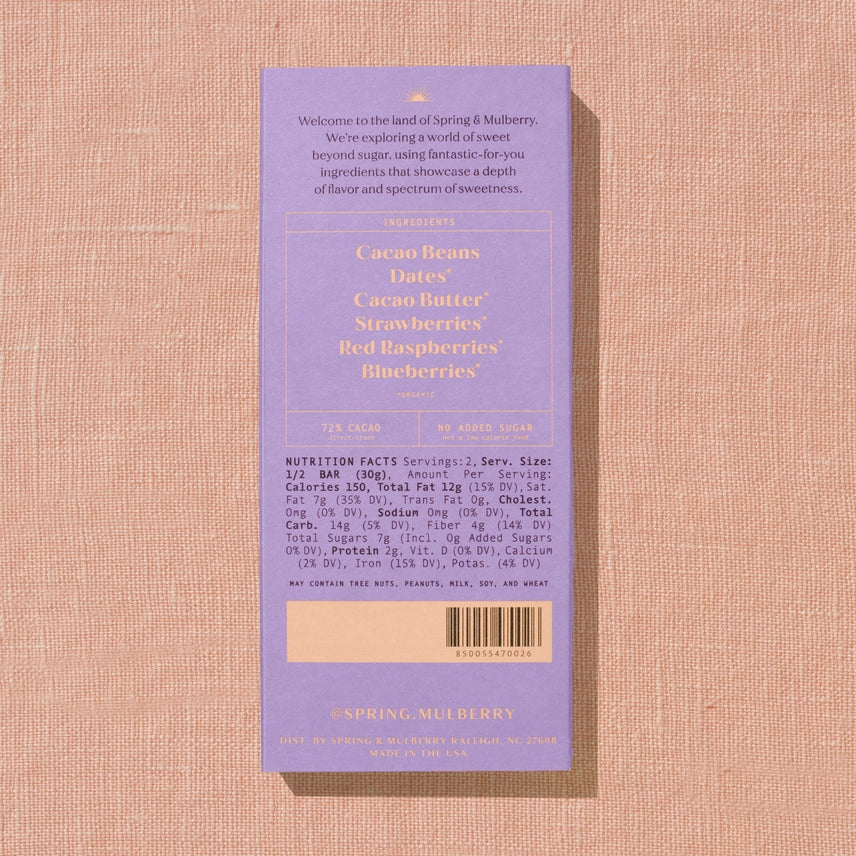 Welcome to the land of Spring & Mulberry.
We're exploring a world of sweet
beyond sugar, using fantastic-for-you
ingredients that showcase a depth
of flavor and spectrum of sweetness.
INGREDIENTS
Cacao Beans
Dates*
Cacao Butter*
Strawberries*
Red Raspberries*
Blueberries*
*ORGANIC
72% CACAO
direct-trade
NO ADDED SUGAR
not a low calorie food
NUTRITION FACTS Servings: 2, Serv. Size:
1/2 BAR (30g), Amount Per Serving:
Calories 150, Total Fat 12g (15% DV), Sat.
Fat 7g (35% DV), Trans Fat 0g, Cholest.
0mg (0% DV), Sodium 0mg (0% DV), Total
Carb. 14g (5% DV), Fiber 4g (14% DV)
Total Sugars 7g (Incl. 0g Added Sugars
0% DV), Protein 2g, Vit. D (0% DV), Calcium
(2% DV), Iron (15% DV), Potas. (4% DV)
MAY CONTAIN TREE NUTS, PEANUTS, MILK, SOY, AND WHEAT
850055470026
@SPRING.MULBERRY
DIST. BY SPRING & MULBERRY RALEIGH, NC 27608
MADE IN THE USA